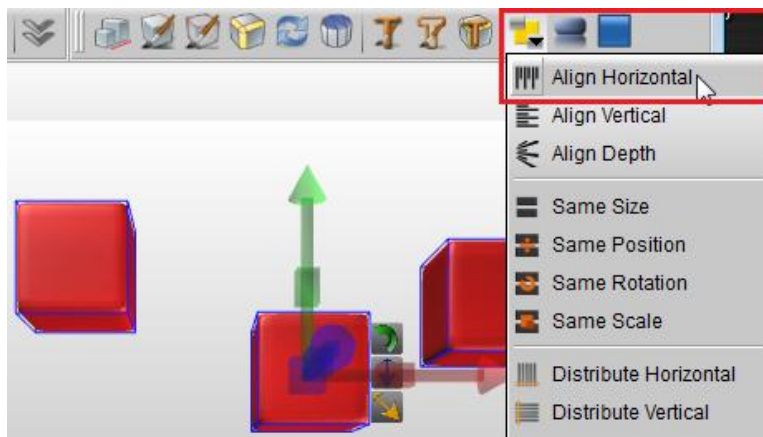 Align Horizontal
Align Vertical
Align Depth
Same Size
Same Position
Same Rotation
Same Scale
Distribute Horizontal
Distribute Vertical